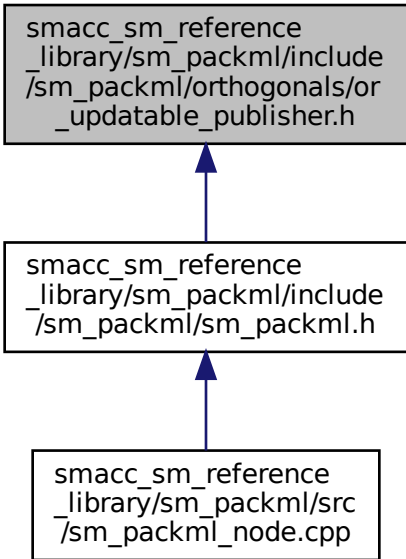 smacc_sm_reference
_library/sm_packml/include
/sm_packml/orthogonals/or
_updatable_publisher.h
smacc_sm_reference
_library/sm_packml/include
/sm_packml/sm_packml.h
smacc_sm_reference
_library/sm_packml/src
/sm_packml_node.cpp